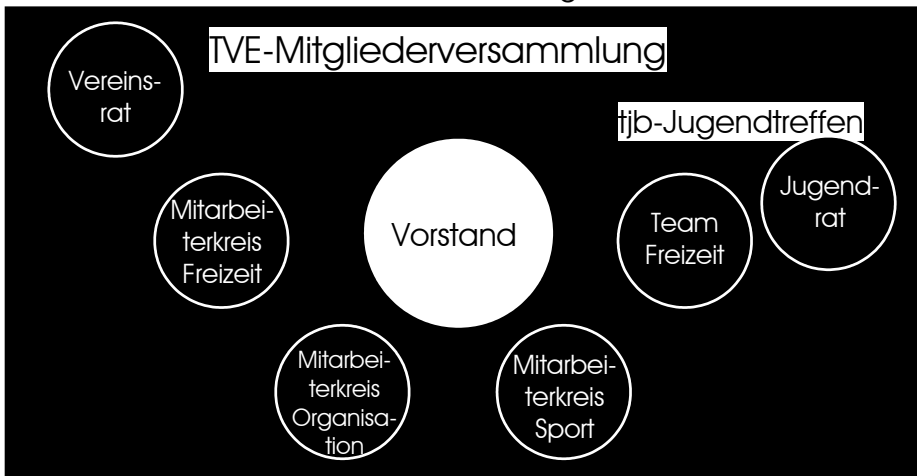 TVE-Mitgliederversammlung
Vereins-
rat
tjb-Jugendtreffen
Jugend-
rat
Mitarbei-
terkreis
Freizeit
Vorstand
Team
Freizeit
Mitarbei-
terkreis
Organisa-
tion
Mitarbei-
terkreis
Sport